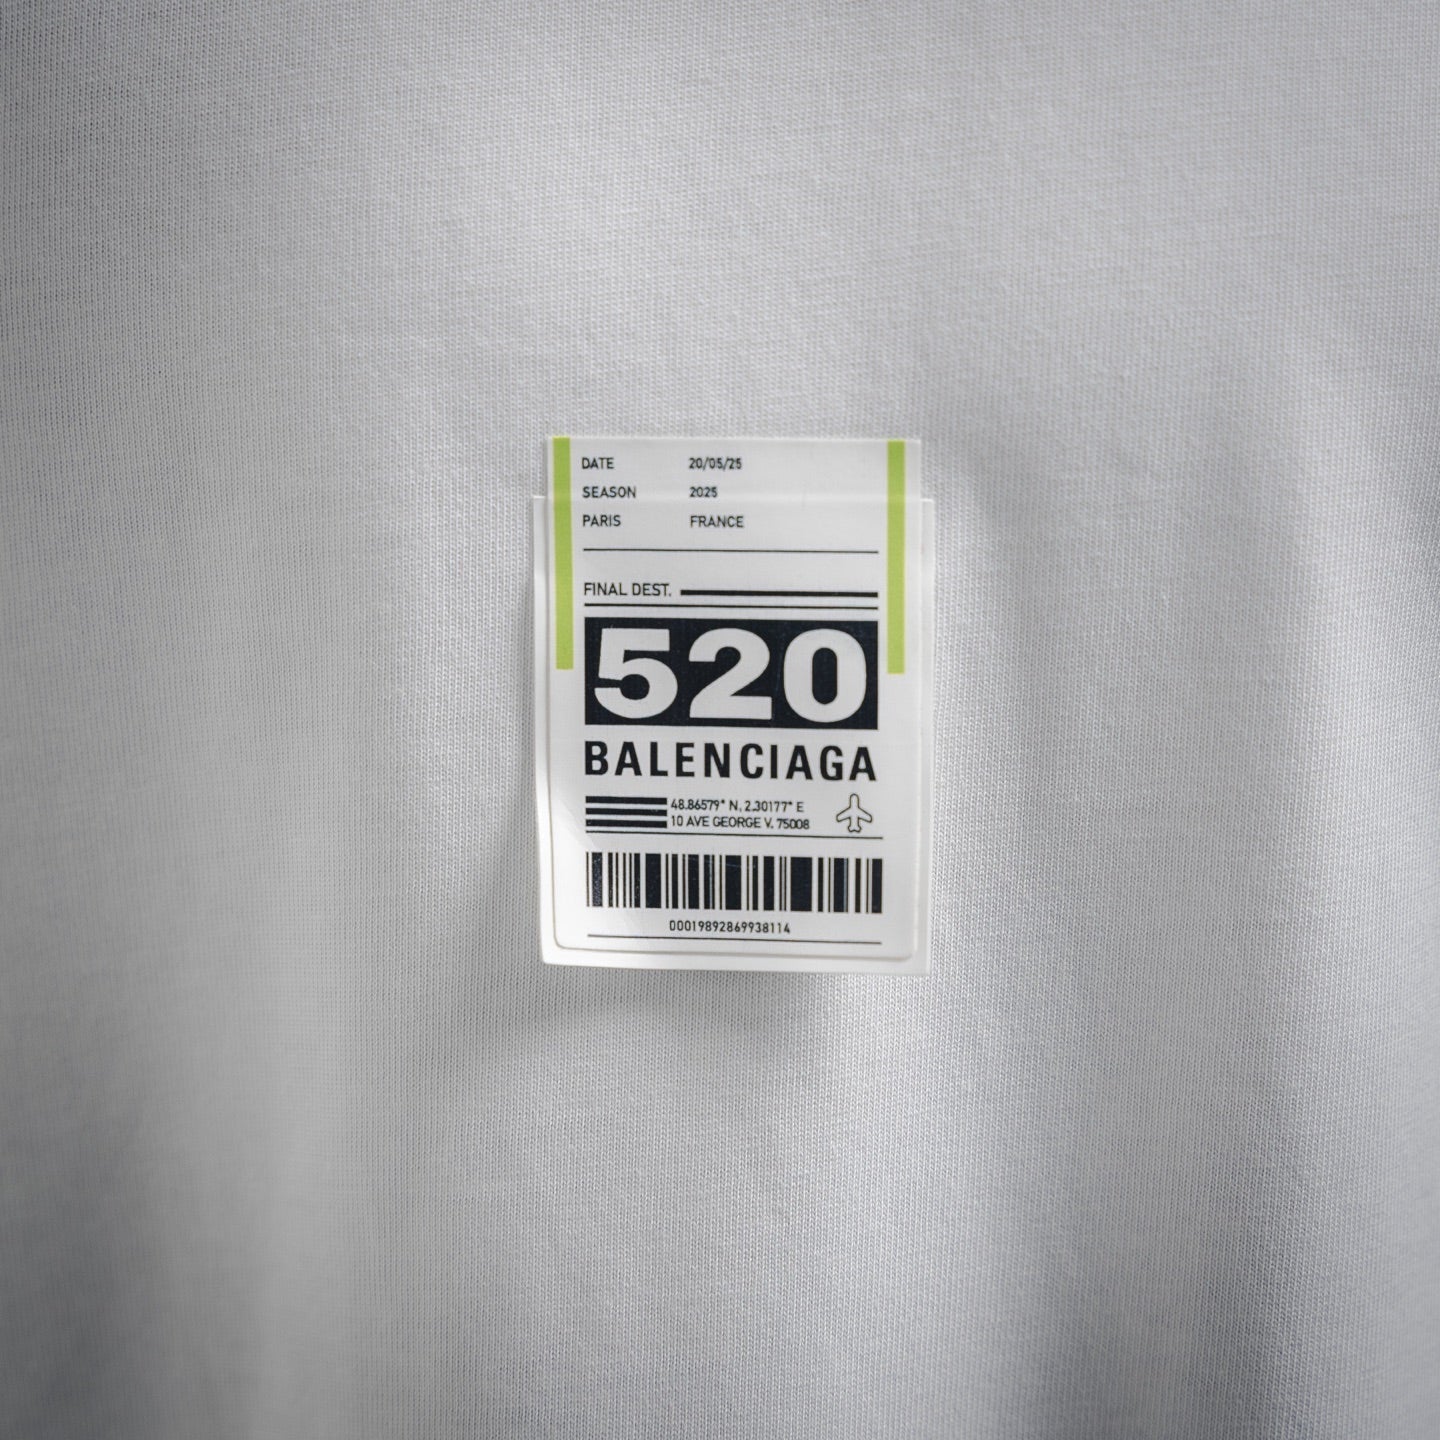 DATE 20/05/25
SEASON 2025
PARIS FRANCE
FINAL DEST.
520
BALENCIAGA
48.86579° N, 2.30177° E
10 AVE GEORGE V, 75008
00019892869938114